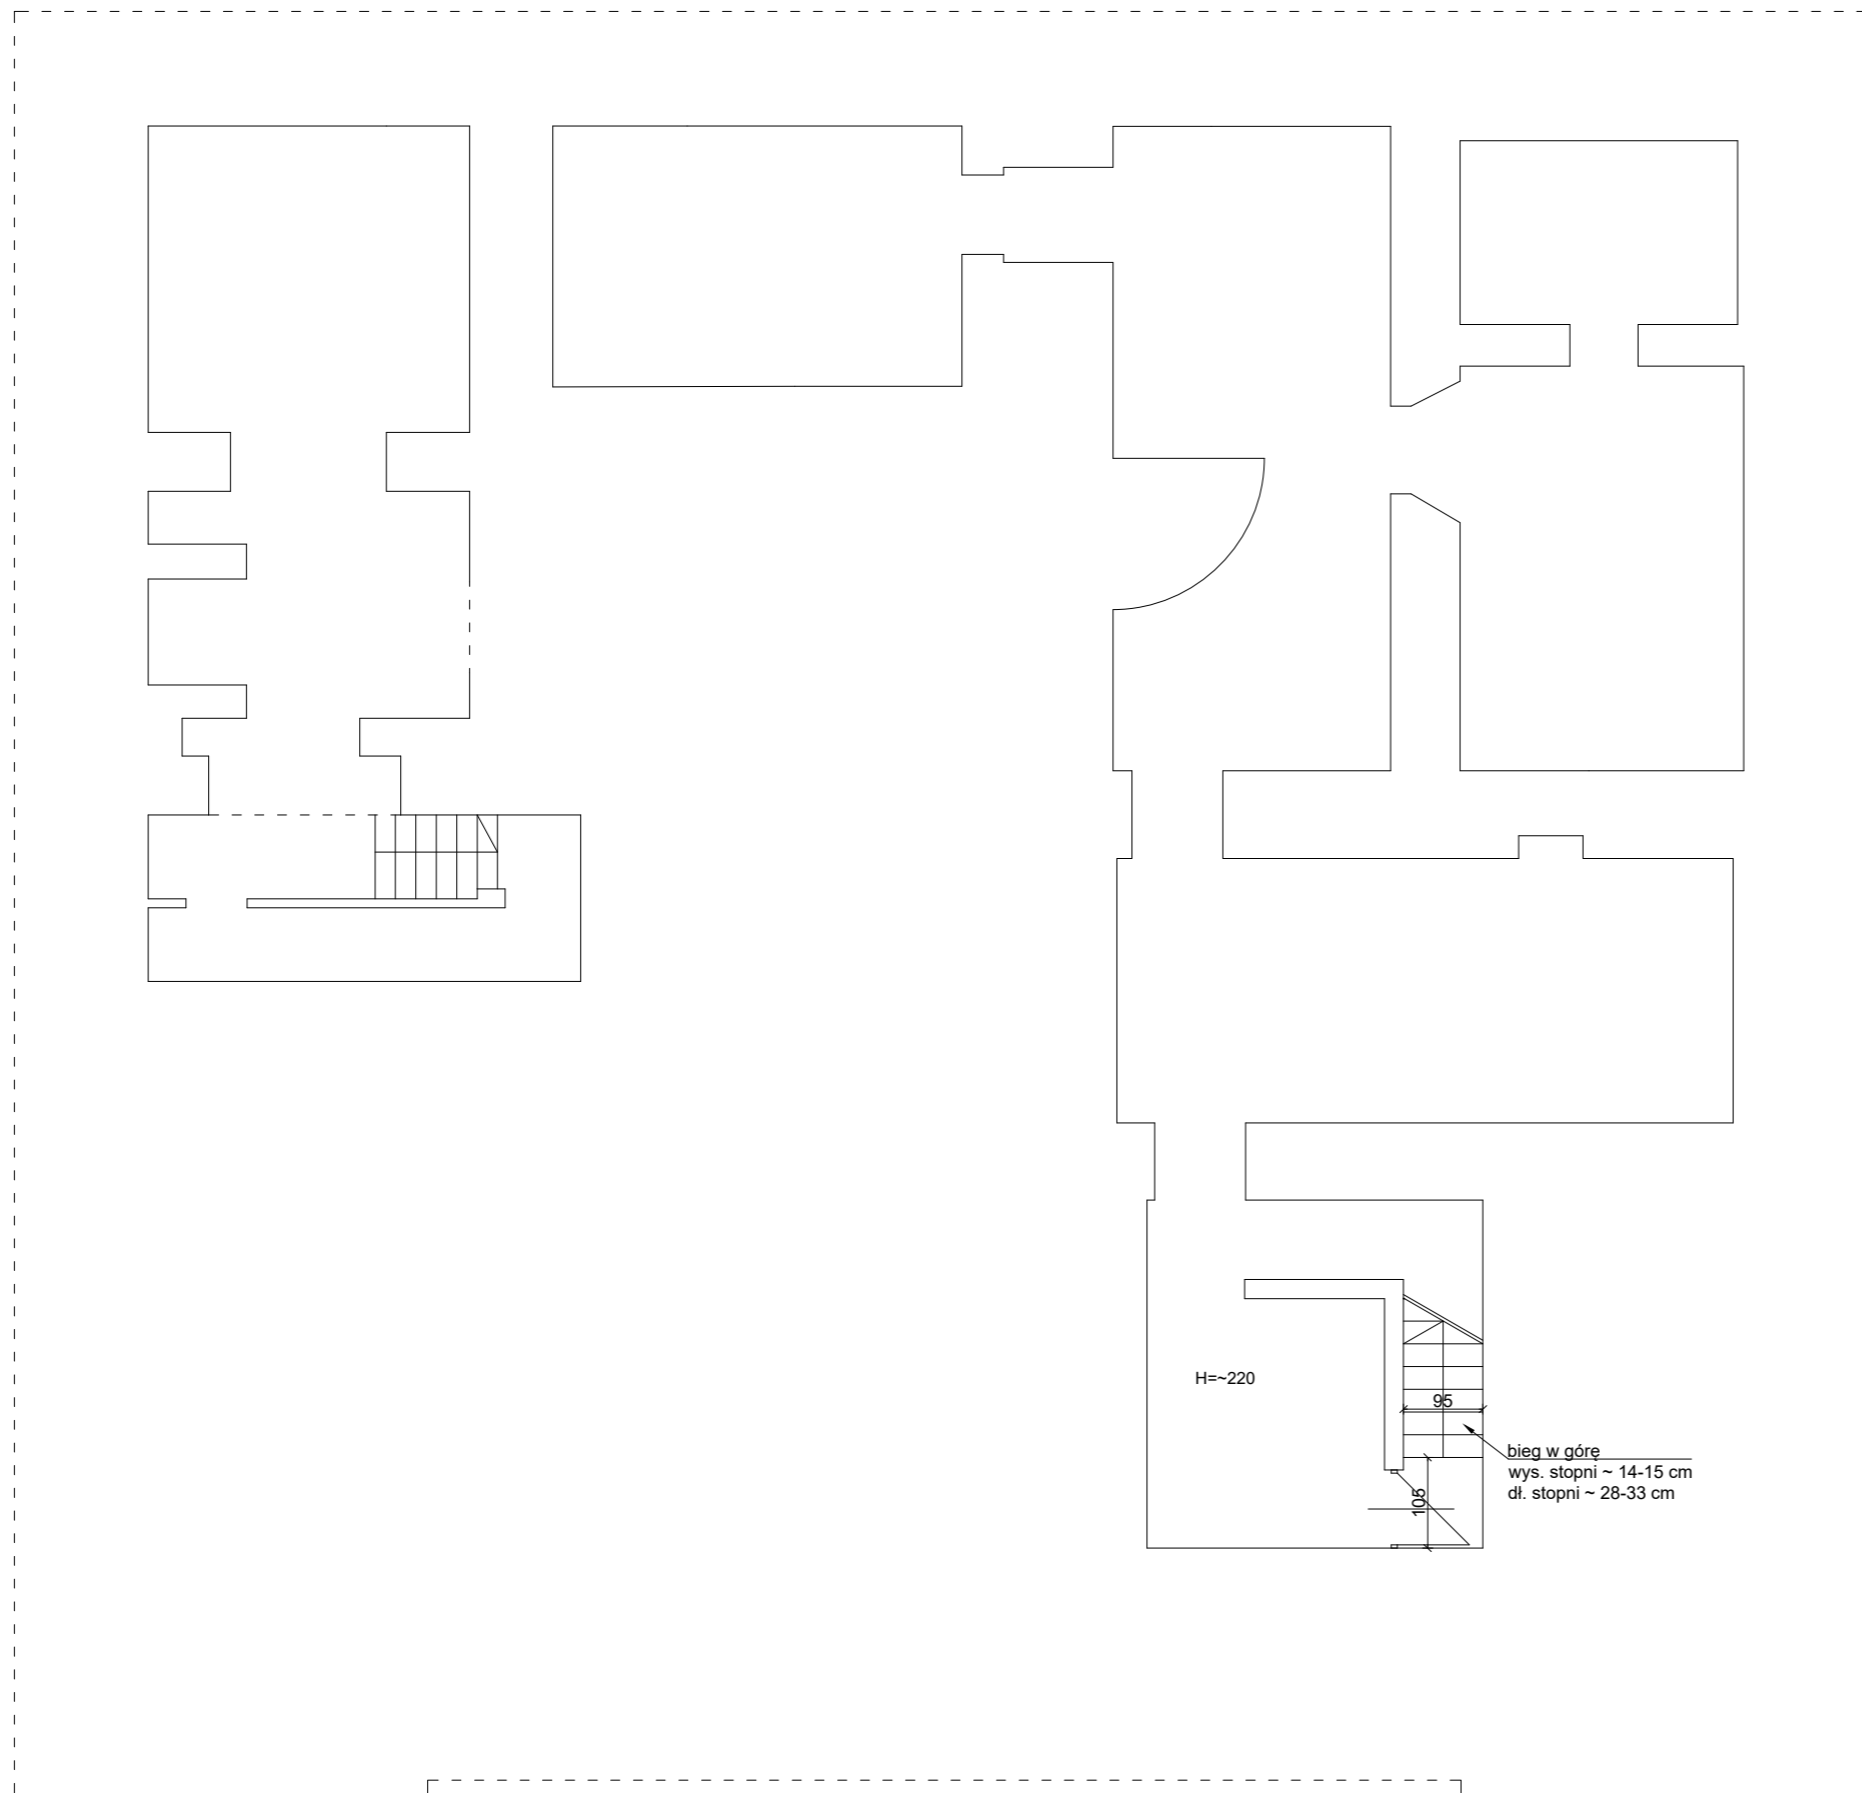 H=~220
95
bieg w górę
wys. stopni ~ 14-15 cm
dł. stopni ~ 28-33 cm
105